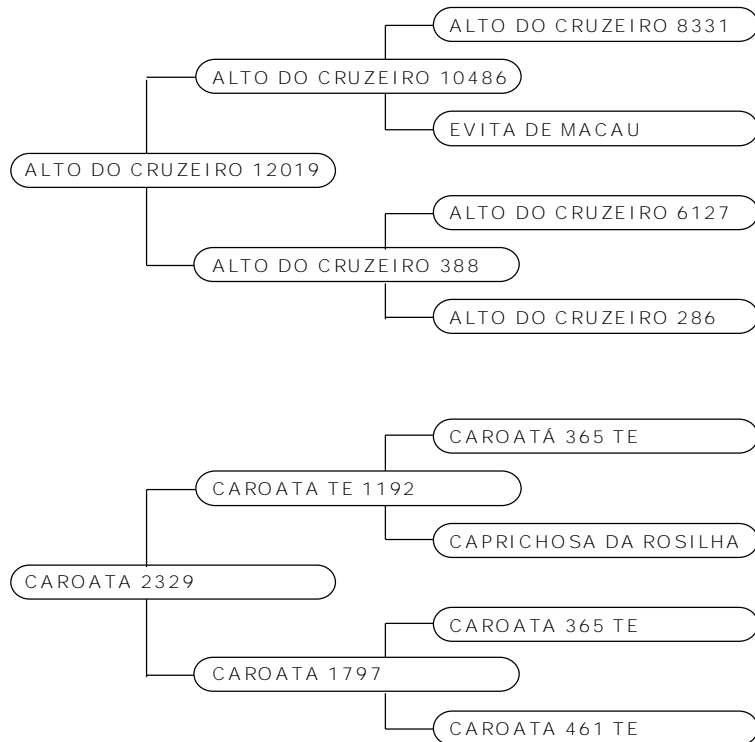 ALTO DO CRUZEIRO 8331
ALTO DO CRUZEIRO 10486
EVITA DE MACAU
ALTO DO CRUZEIRO 12019
ALTO DO CRUZEIRO 6127
ALTO DO CRUZEIRO 388
ALTO DO CRUZEIRO 286
CAROATÁ 365 TE
CAROATA TE 1192
CAPRICHOSA DA ROSILHA
CAROATA 2329
CAROATA 365 TE
CAROATA 1797
CAROATA 461 TE